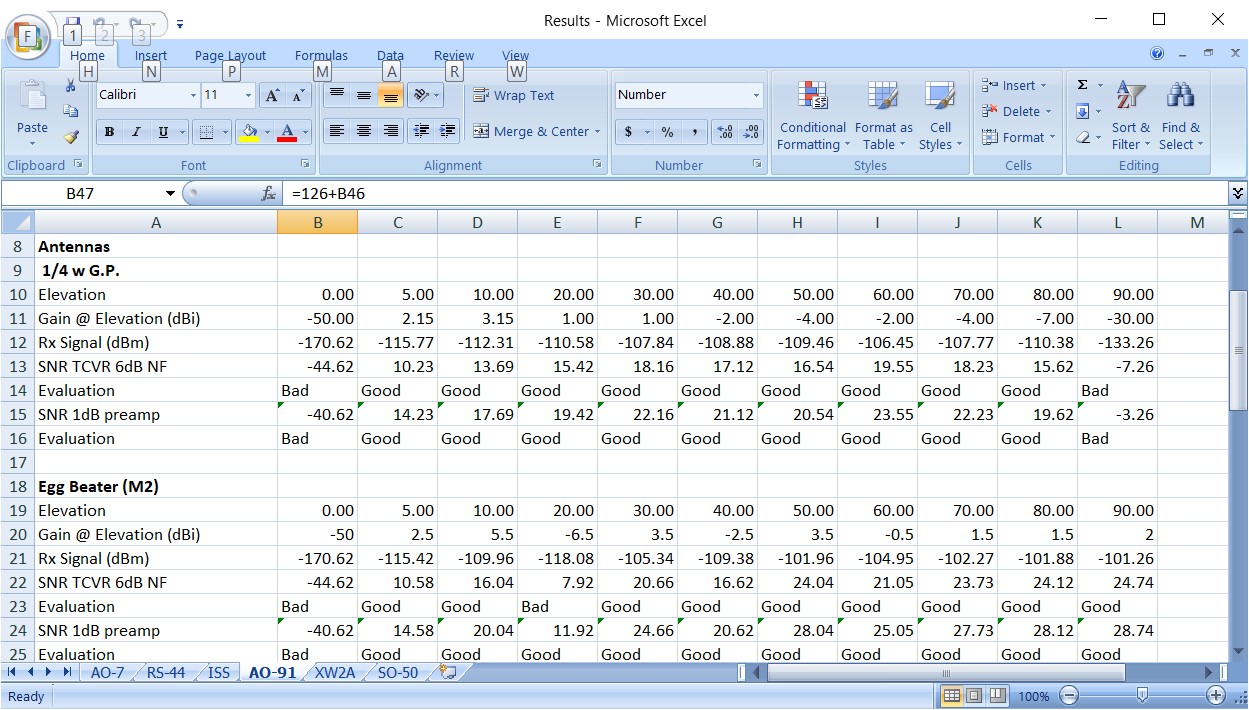 Results - Microsoft Excel
F 1 2 3
Home Insert Page Layout Formulas Data Review View
H N P M A R W
Paste Calibri 11 A A Wrap Text Number Insert Σ
B I U A Merge & Center $ % , .00 .00 Conditional Formatting Format as Table Cell Styles Delete Format Sort & Filter Find & Select
Clipboard Font Alignment Number Styles Cells Editing
B47 fx =126+B46
A B C D E F G H I J K L M
8 Antennas
9 1/4 w G.P.
10 Elevation 0.00 5.00 10.00 20.00 30.00 40.00 50.00 60.00 70.00 80.00 90.00
11 Gain @ Elevation (dBi) -50.00 2.15 3.15 1.00 1.00 -2.00 -4.00 -2.00 -4.00 -7.00 -30.00
12 Rx Signal (dBm) -170.62 -115.77 -112.31 -110.58 -107.84 -108.88 -109.46 -106.45 -107.77 -110.38 -133.26
13 SNR TCVR 6dB NF -44.62 10.23 13.69 15.42 18.16 17.12 16.54 19.55 18.23 15.62 -7.26
14 Evaluation Bad Good Good Good Good Good Good Good Good Good Bad
15 SNR 1dB preamp -40.62 14.23 17.69 19.42 22.16 21.12 20.54 23.55 22.23 19.62 -3.26
16 Evaluation Bad Good Good Good Good Good Good Good Good Good Bad
17
18 Egg Beater (M2)
19 Elevation 0.00 5.00 10.00 20.00 30.00 40.00 50.00 60.00 70.00 80.00 90.00
20 Gain @ Elevation (dBi) -50 2.5 5.5 -6.5 3.5 -2.5 3.5 -0.5 1.5 1.5 2
21 Rx Signal (dBm) -170.62 -115.42 -109.96 -118.08 -105.34 -109.38 -101.96 -104.95 -102.27 -101.88 -101.26
22 SNR TCVR 6dB NF -44.62 10.58 16.04 7.92 20.66 16.62 24.04 21.05 23.73 24.12 24.74
23 Evaluation Bad Good Good Bad Good Good Good Good Good Good Good
24 SNR 1dB preamp -40.62 14.58 20.04 11.92 24.66 20.62 28.04 25.05 27.73 28.12 28.74
25 Evaluation Bad Good Good Good Good Good Good Good Good Good Good
AO-7 RS-44 ISS AO-91 XW2A SO-50
Ready 100%